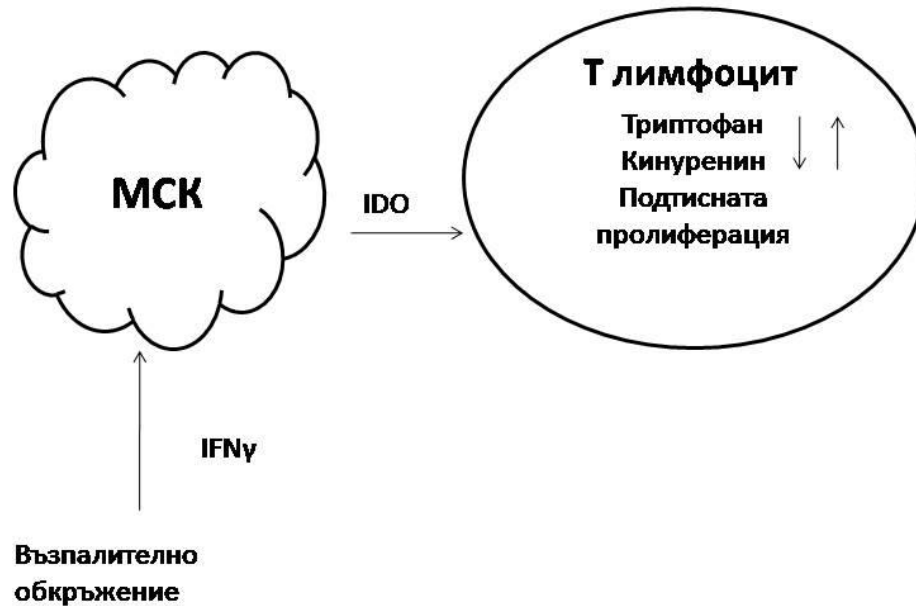 Т лимфоцит
Триптофан
Кинуренин
Подтисната
пролиферация
МСК
IDO
IFNγ
Възпалително
обкръжение